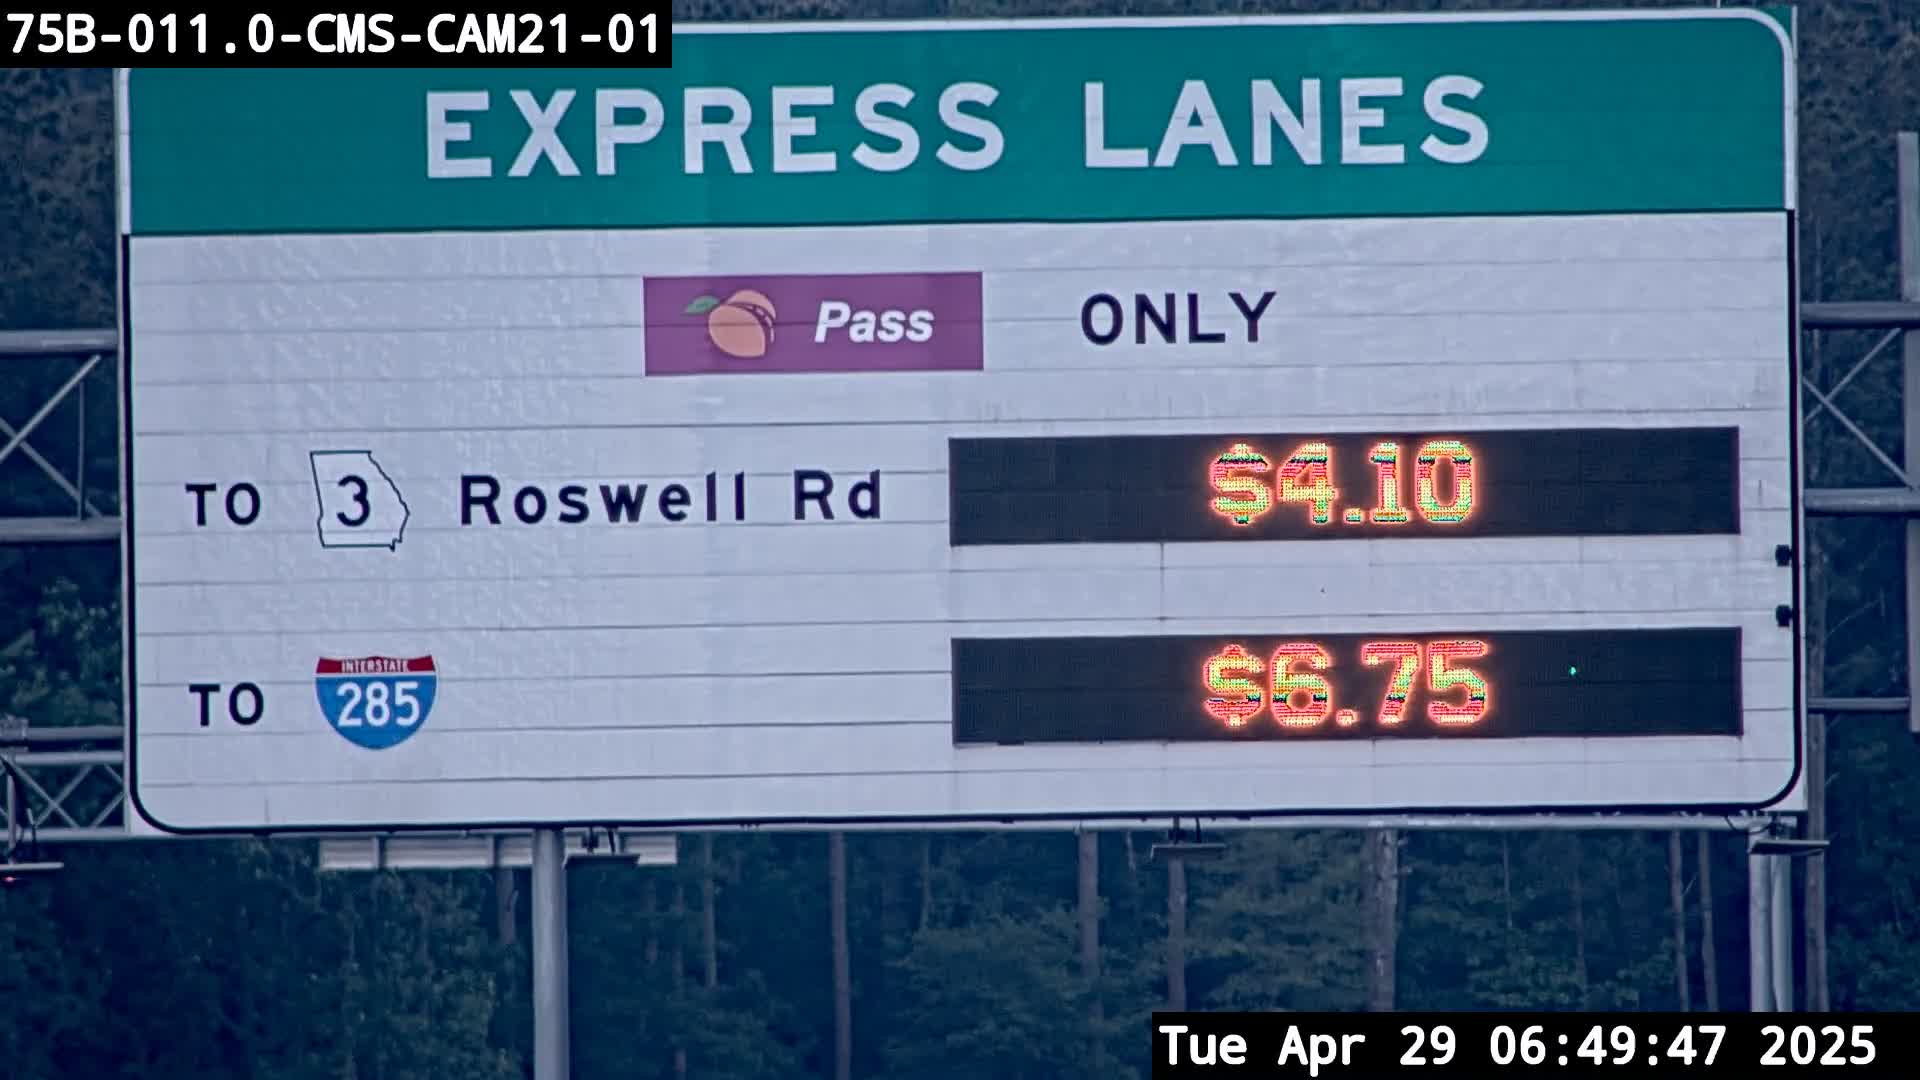 75B-011.0-CMS-CAM21-01
EXPRESS LANES
Pass ONLY
TO 3 Roswell Rd $4.10
INTERSTATE
TO 285 $6.75
Tue Apr 29 06:49:47 2025